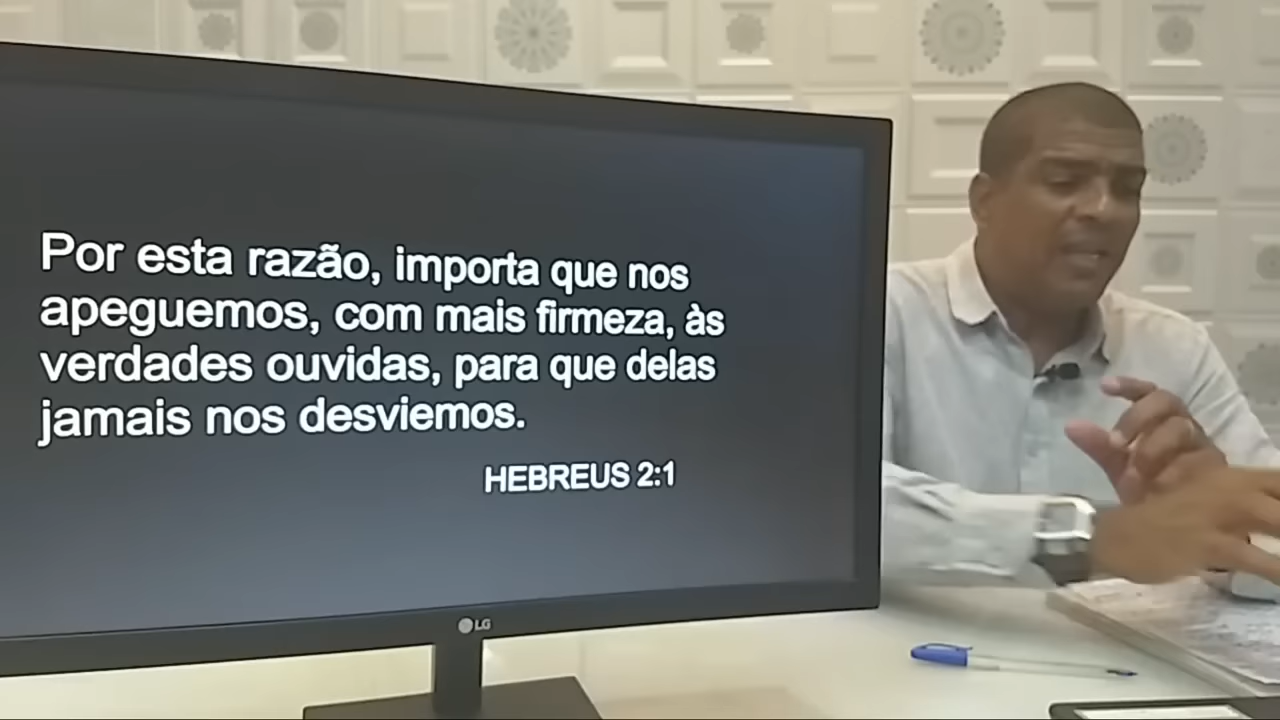 Por esta razão, importa que nos
apeguemos, com mais firmeza, às
verdades ouvidas, para que delas
jamais nos desviemos.
HEBREUS 2:1
LG